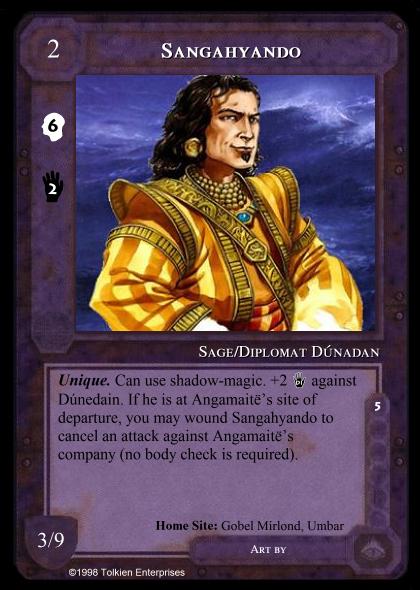 2
SANGAHYANDO
6
2
SAGE/DIPLOMAT DÚNADAN
Unique. Can use shadow-magic. +2 against
Dúnedain. If he is at Angamaitë's site of
departure, you may wound Sangahyando to
cancel an attack against Angamaitë's
company (no body check is required).
5
Home Site: Gobel Mírlond, Umbar
3/9
ART BY
©1998 Tolkien Enterprises